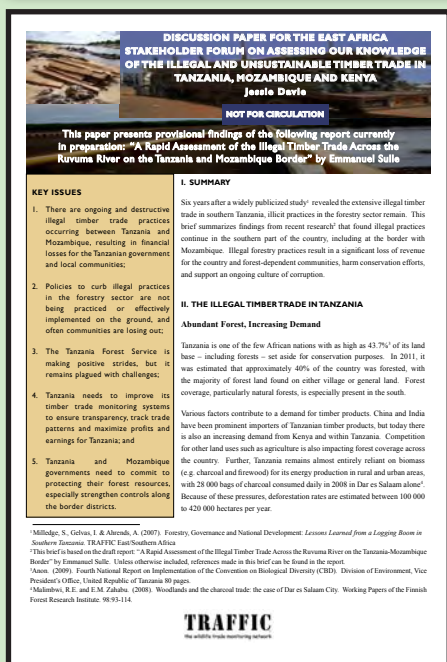 DISCUSSION PAPER FOR THE EAST AFRICA
STAKEHOLDER FORUM ON ASSESSING OUR KNOWLEDGE
OF THE ILLEGAL AND UNSUSTAINABLE TIMBER TRADE IN
TANZANIA, MOZAMBIQUE AND KENYA
Jessie Davie
NOT FOR CIRCULATION
This paper presents provisional findings of the following report currently
in preparation: "A Rapid Assessment of the Illegal Timber Trade Across the
Ruvuma River on the Tanzania and Mozambique Border" by Emmanuel Sulle
KEY ISSUES
1. There are ongoing and destructive
illegal timber trade practices
occurring between Tanzania and
Mozambique, resulting in financial
losses for the Tanzanian government
and local communities;
2. Policies to curb illegal practices
in the forestry sector are not
being practiced or effectively
implemented on the ground, and
often communities are losing out;
3. The Tanzania Forest Service is
making positive strides, but it
remains plagued with challenges;
4. Tanzania needs to improve its
timber trade monitoring systems
to ensure transparency, track trade
patterns and maximize profits and
earnings for Tanzania; and
5. Tanzania and Mozambique
governments need to commit to
protecting their forest resources,
especially strengthen controls along
the border districts.
I. SUMMARY
Six years after a widely publicized study¹ revealed the extensive illegal timber
trade in southern Tanzania, illicit practices in the forestry sector remain. This
brief summarizes findings from recent research² that found illegal practices
continue in the southern part of the country, including at the border with
Mozambique. Illegal forestry practices result in a significant loss of revenue
for the country and forest-dependent communities, harm conservation efforts,
and support an ongoing culture of corruption.
II. THE ILLEGAL TIMBER TRADE IN TANZANIA
Abundant Forest, Increasing Demand
Tanzania is one of the few African nations with as high as 43.7%³ of its land
base – including forests – set aside for conservation purposes. In 2011, it
was estimated that approximately 40% of the country was forested, with
the majority of forest land found on either village or general land. Forest
coverage, particularly natural forests, is especially present in the south.
Various factors contribute to a demand for timber products. China and India
have been prominent importers of Tanzanian timber products, but today there
is also an increasing demand from Kenya and within Tanzania. Competition
for other land uses such as agriculture is also impacting forest coverage across
the country. Further, Tanzania remains almost entirely reliant on biomass
(e.g. charcoal and firewood) for its energy production in rural and urban areas,
with 28 000 bags of charcoal consumed daily in 2008 in Dar es Salaam alone⁴.
Because of these pressures, deforestation rates are estimated between 100 000
to 420 000 hectares per year.
¹Milledge, S., Gelvas, I. & Ahrends, A. (2007). Forestry, Governance and National Development: Lessons Learned from a Logging Boom in
Southern Tanzania. TRAFFIC East/Southern Africa
²This brief is based on the draft report: "A Rapid Assessment of the Illegal Timber Trade Across the Ruvuma River on the Tanzania-Mozambique
Border" by Emmanuel Sulle. Unless otherwise included, references made in this brief can be found in the report.
³Anon. (2009). Fourth National Report on Implementation of the Convention on Biological Diversity (CBD). Division of Environment, Vice
President's Office, United Republic of Tanzania 80 pages.
⁴Malimbwi, R.E. and E.M. Zahabu. (2008). Woodlands and the charcoal trade: the case of Dar es Salaam City. Working Papers of the Finnish
Forest Research Institute. 98:93-114.
TRAFFIC
the wildlife trade monitoring network